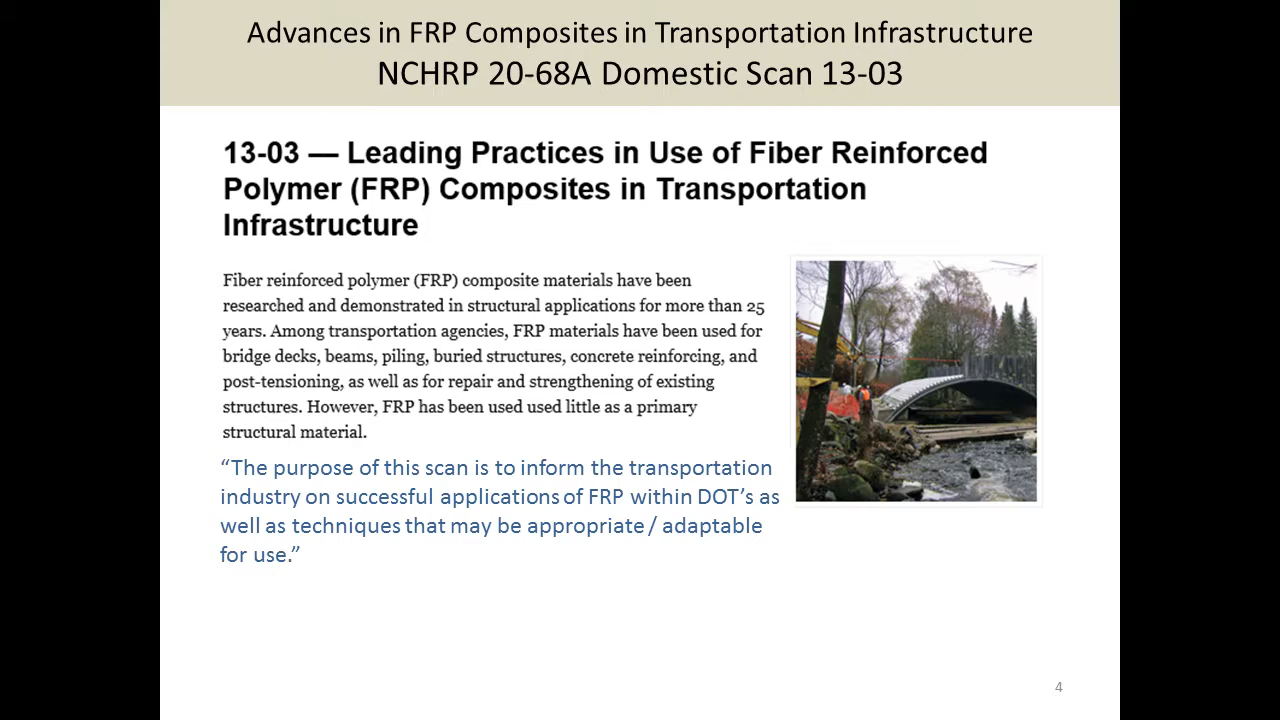 Advances in FRP Composites in Transportation Infrastructure
NCHRP 20-68A Domestic Scan 13-03
13-03 — Leading Practices in Use of Fiber Reinforced
Polymer (FRP) Composites in Transportation
Infrastructure
Fiber reinforced polymer (FRP) composite materials have been
researched and demonstrated in structural applications for more than 25
years. Among transportation agencies, FRP materials have been used for
bridge decks, beams, piling, buried structures, concrete reinforcing, and
post-tensioning, as well as for repair and strengthening of existing
structures. However, FRP has been used used little as a primary
structural material.
“The purpose of this scan is to inform the transportation
industry on successful applications of FRP within DOT’s as
well as techniques that may be appropriate / adaptable
for use.”
4